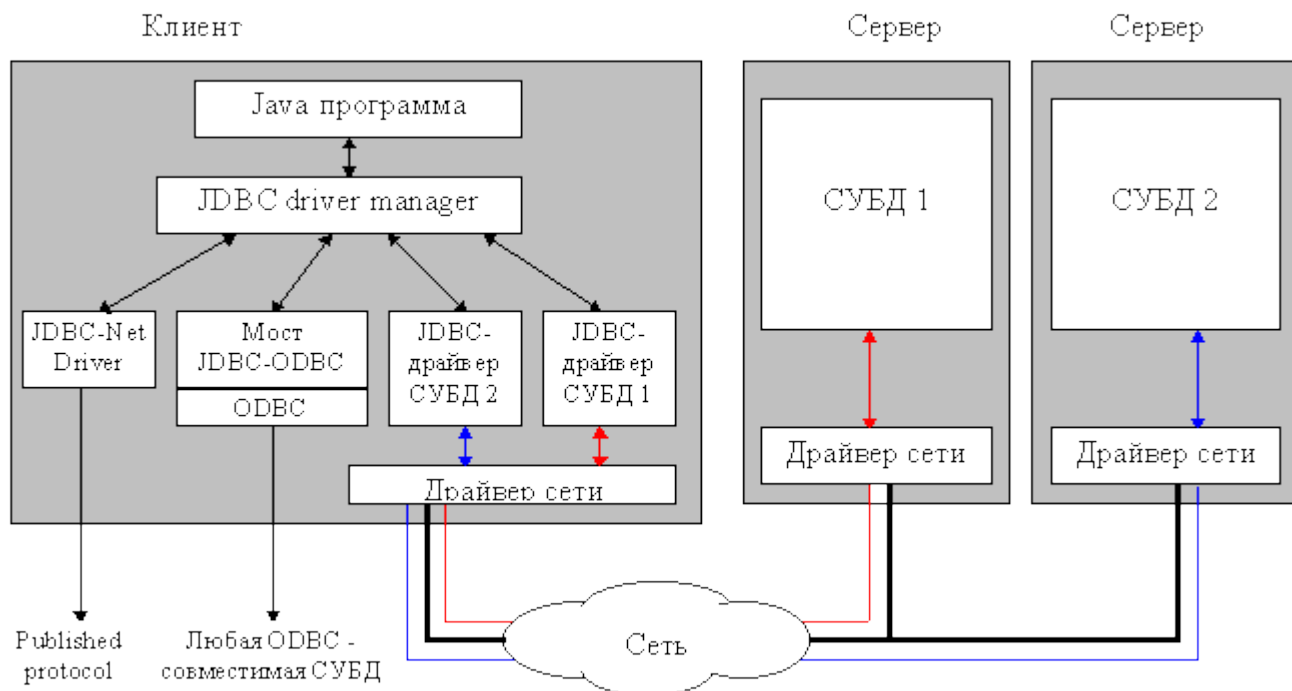 Клиент
Сервер
Сервер
Java программа
JDBC driver manager
JDBC-Net
Driver
Мост
JDBC-ODBC
ODBC
JDBC-
драйвер
СУБД 2
JDBC-
драйвер
СУБД 1
Драйвер сети
СУБД 1
Драйвер сети
СУБД 2
Драйвер сети
Published
protocol
Любая ODBC -
совместимая СУБД
Сеть